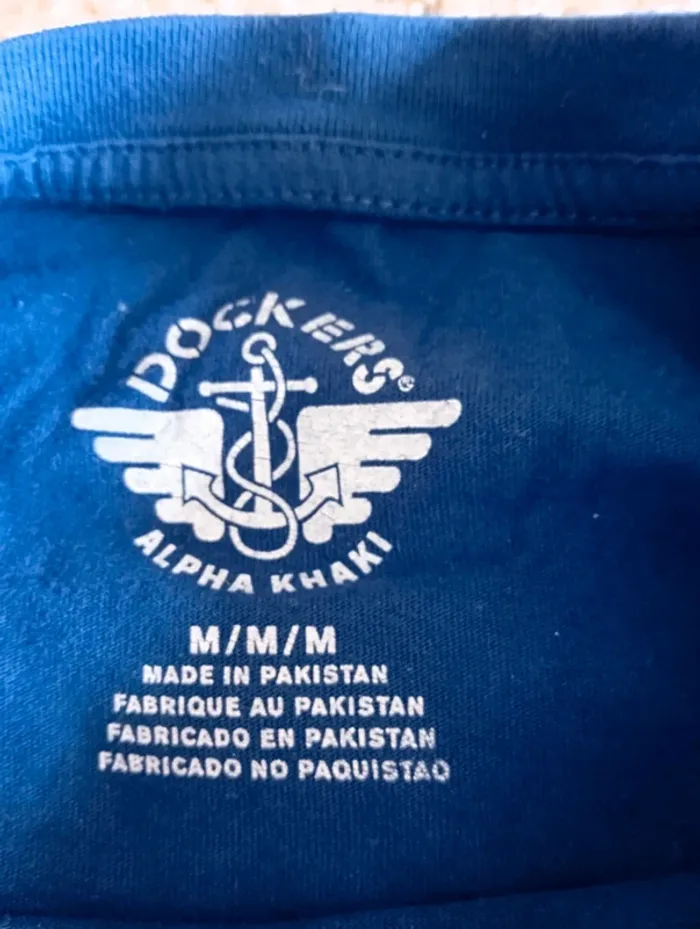 DOCKERS®
ALPHA KHAKI
M/M/M
MADE IN PAKISTAN
FABRIQUE AU PAKISTAN
FABRICADO EN PAKISTAN
FABRICADO NO PAQUISTAO